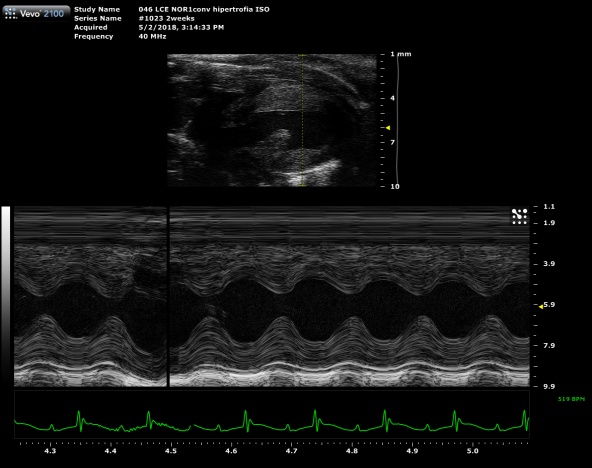 Vevo 2100
Study Name 046 LCE NOR1conv hipertrofia ISO
Series Name #1023 2weeks
Acquired 5/2/2018, 3:14:33 PM
Frequency 40 MHz
1 mm
4
7
10
1.1
1.9
3.9
5.9
7.9
9.9
519 BPM
4.3 4.4 4.5 4.6 4.7 4.8 4.9 5.0